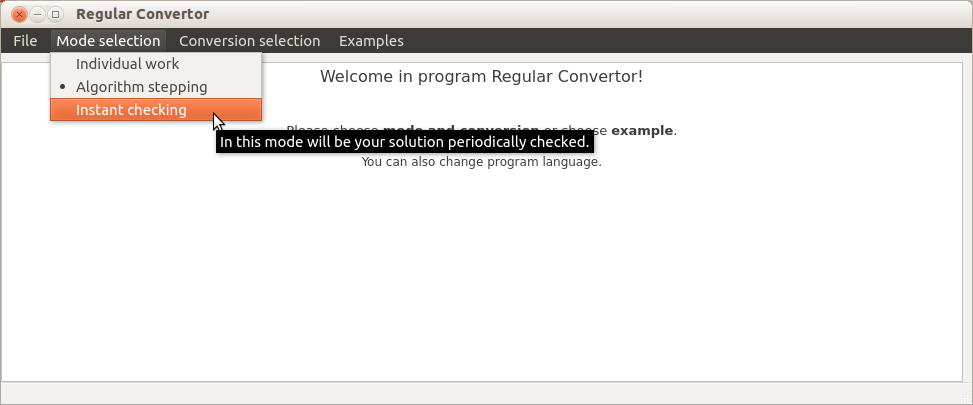 Regular Convertor
File Mode selection Conversion selection Examples
Individual work
Algorithm stepping
Instant checking
Welcome in program Regular Convertor!
Please choose mode and conversion or choose example.
In this mode will be your solution periodically checked.
You can also change program language.